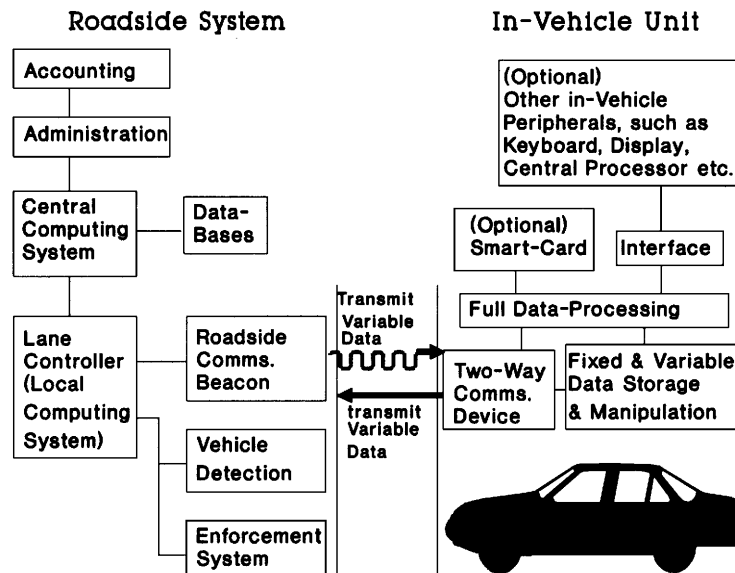 Roadside System
In-Vehicle Unit
Accounting
Administration
Central
Computing
System
Data-
Bases
Lane
Controller
(Local
Computing
System)
Roadside
Comms.
Beacon
Vehicle
Detection
Enforcement
System
Transmit
Variable
Data
transmit
Variable
Data
(Optional)
Other in-Vehicle
Peripherals, such as
Keyboard, Display,
Central Processor etc.
(Optional)
Smart-Card
Interface
Full Data-Processing
Two-Way
Comms.
Device
Fixed & Variable
Data Storage
& Manipulation